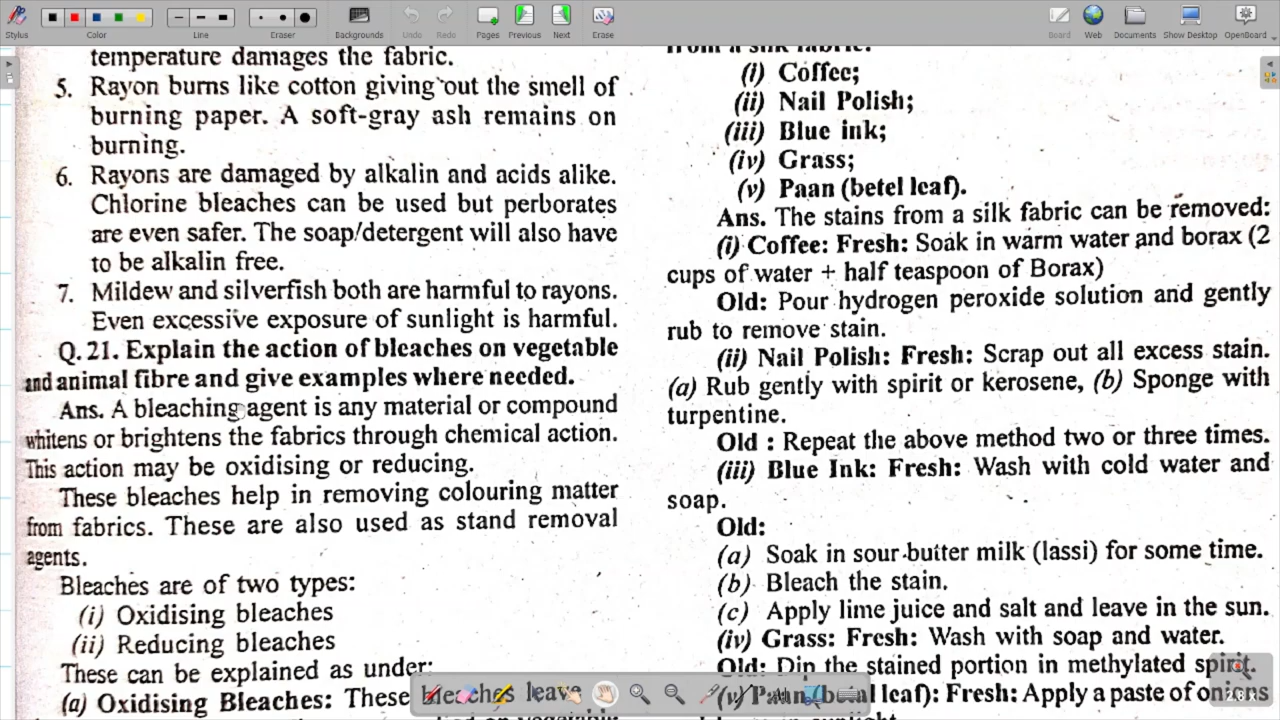 Stylus
Color
Line
Eraser
Backgrounds
Undo
Redo
Pages
Previous
Next
Erase
Board
Web
Documents
Show Desktop
OpenBoard
temperature damages the fabric.
5. Rayon burns like cotton giving out the smell of
burning paper. A soft-gray ash remains on
burning.
6. Rayons are damaged by alkalin and acids alike.
Chlorine bleaches can be used but perborates
are even safer. The soap/detergent will also have
to be alkalin free.
7. Mildew and silverfish both are harmful to rayons.
Even excessive exposure of sunlight is harmful.
Q. 21. Explain the action of bleaches on vegetable
and animal fibre and give examples where needed.
Ans. A bleaching agent is any material or compound
whitens or brightens the fabrics through chemical action.
This action may be oxidising or reducing.
These bleaches help in removing colouring matter
from fabrics. These are also used as stand removal
agents.
Bleaches are of two types:
(i) Oxidising bleaches
(ii) Reducing bleaches
These can be explained as under:
(a) Oxidising Bleaches: These bleaches leave
from a silk fabric:
(i) Coffee;
(ii) Nail Polish;
(iii) Blue ink;
(iv) Grass;
(v) Paan (betel leaf).
Ans. The stains from a silk fabric can be removed:
(i) Coffee: Fresh: Soak in warm water and borax (2
cups of water + half teaspoon of Borax)
Old: Pour hydrogen peroxide solution and gently
rub to remove stain.
(ii) Nail Polish: Fresh: Scrap out all excess stain.
(a) Rub gently with spirit or kerosene, (b) Sponge with
turpentine.
Old : Repeat the above method two or three times.
(iii) Blue Ink: Fresh: Wash with cold water and
soap.
Old:
(a) Soak in sour butter milk (lassi) for some time.
(b) Bleach the stain.
(c) Apply lime juice and salt and leave in the sun.
(iv) Grass: Fresh: Wash with soap and water.
Old: Dip the stained portion in methylated spirit.
(v) Paan (betel leaf): Fresh: Apply a paste of onions